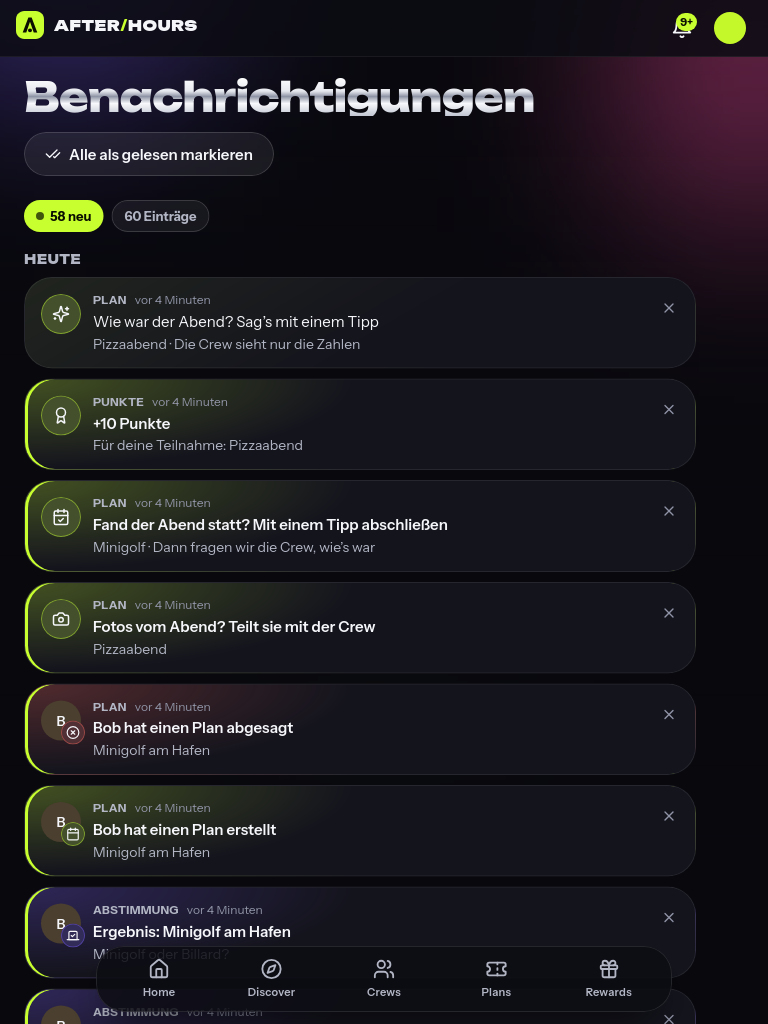 AFTER/HOURS
9+
Benachrichtigungen
Alle als gelesen markieren
58 neu
60 Einträge
HEUTE
PLAN vor 4 Minuten
Wie war der Abend? Sag's mit einem Tipp
Pizzaabend · Die Crew sieht nur die Zahlen
PUNKTE vor 4 Minuten
+10 Punkte
Für deine Teilnahme: Pizzaabend
PLAN vor 4 Minuten
Fand der Abend statt? Mit einem Tipp abschließen
Minigolf · Dann fragen wir die Crew, wie's war
PLAN vor 4 Minuten
Fotos vom Abend? Teilt sie mit der Crew
Pizzaabend
B
PLAN vor 4 Minuten
Bob hat einen Plan abgesagt
Minigolf am Hafen
B
PLAN vor 4 Minuten
Bob hat einen Plan erstellt
Minigolf am Hafen
B
ABSTIMMUNG vor 4 Minuten
Ergebnis: Minigolf am Hafen
Minigolf oder Billard?
Home
Discover
Crews
Plans
Rewards
ABSTIMMUNG vor 4 Minuten
B